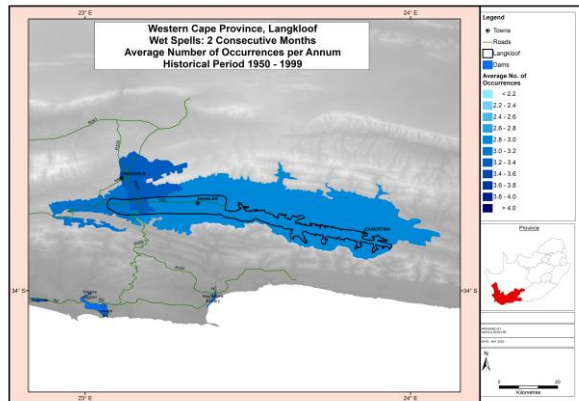 Western Cape Province, Langkloof
Wet Spells: 2 Consecutive Months
Average Number of Occurrences per Annum
Historical Period 1950 - 1999
23° E
24° E
34° S
34° S
23° E
24° E
JOUBERTINA
Legend
Towns
Roads
Langkloof
Dams
Average No. of
Occurrences
< 2.2
2.2 - 2.4
2.4 - 2.6
2.6 - 2.8
2.8 - 3.0
3.0 - 3.2
3.2 - 3.4
3.4 - 3.6
3.6 - 3.8
3.8 - 4.0
> 4.0
Province
N
0
20
Kilometres